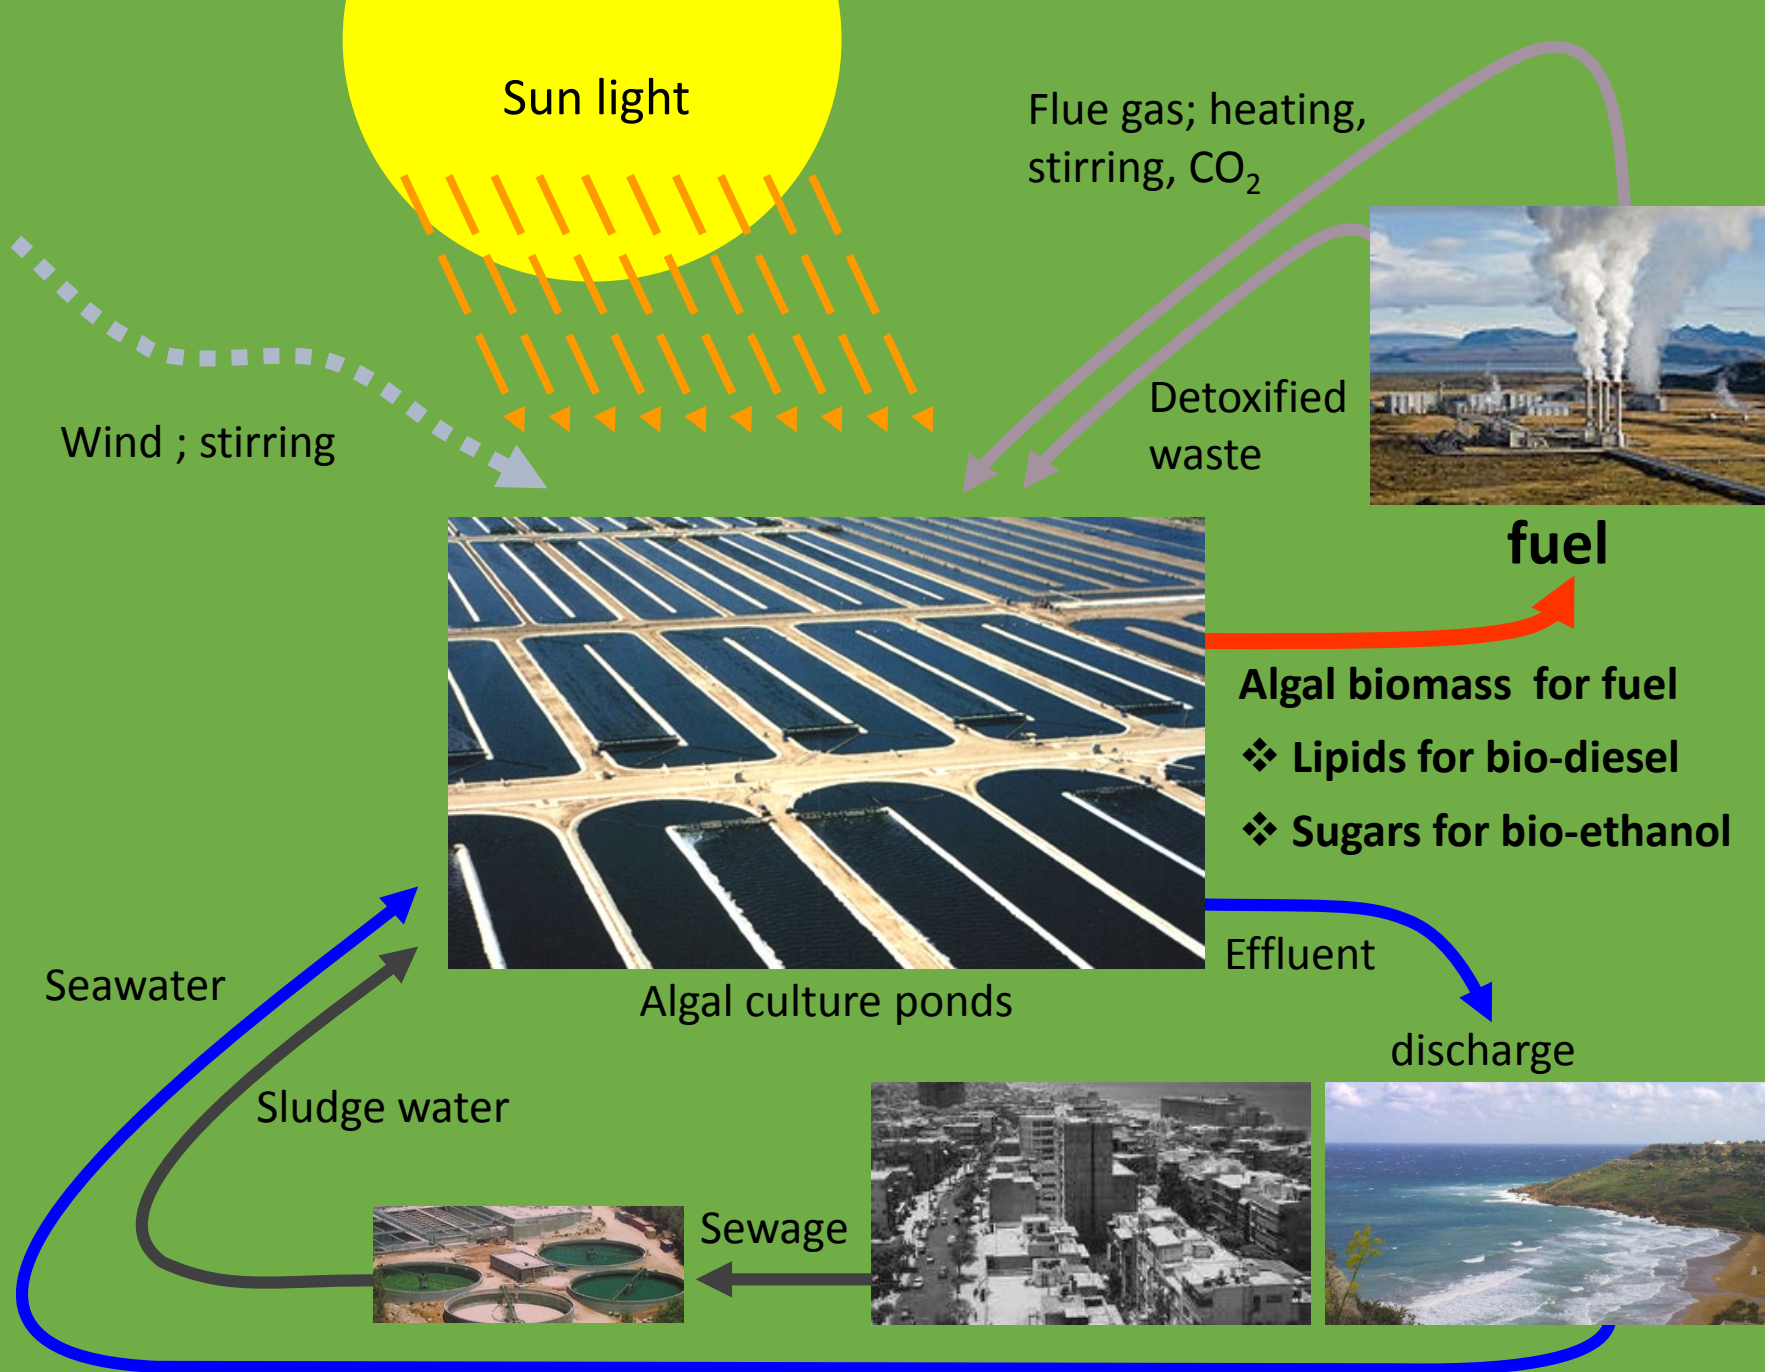 Sun light
Flue gas; heating,
stirring, CO₂
Wind ; stirring
Detoxified
waste
fuel
Algal biomass  for fuel
❖ Lipids for bio-diesel
❖ Sugars for bio-ethanol
Seawater
Effluent
Algal culture ponds
discharge
Sludge water
Sewage